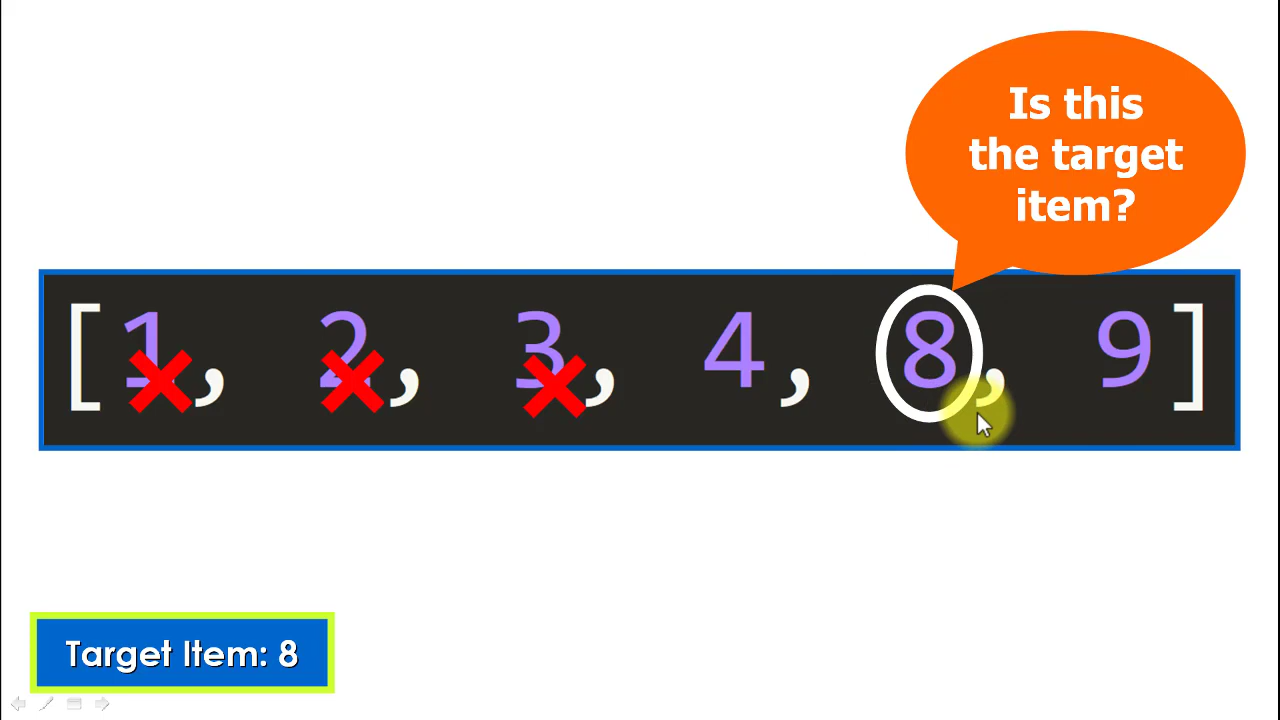 Is this
the target
item?
[1, 2, 3, 4, 8, 9]
Target Item: 8